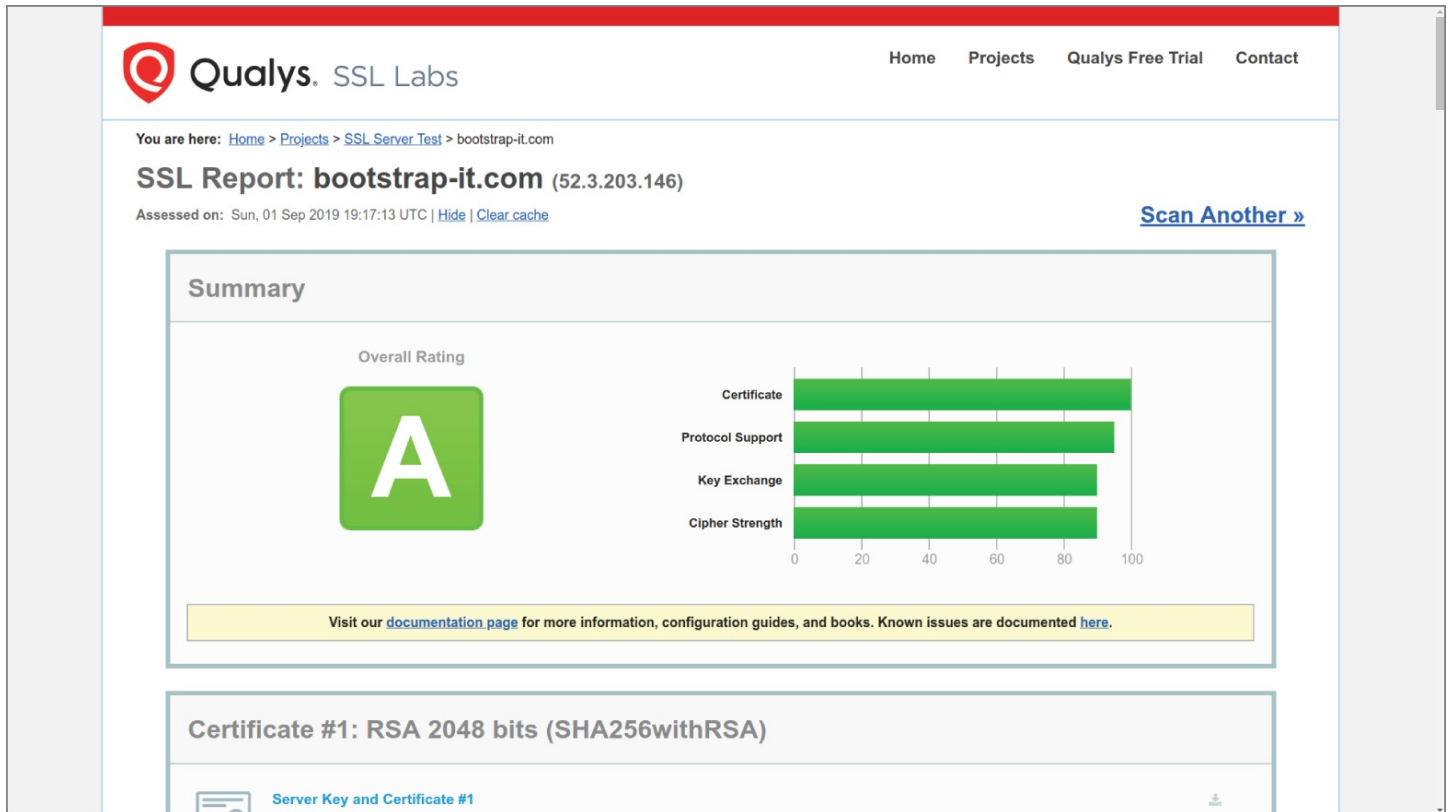 Qualys. SSL Labs
Home Projects Qualys Free Trial Contact
You are here: Home > Projects > SSL Server Test > bootstrap-it.com
SSL Report: bootstrap-it.com (52.3.203.146)
Assessed on: Sun, 01 Sep 2019 19:17:13 UTC | Hide | Clear cache
Scan Another »
Summary
Overall Rating
A
Certificate
Protocol Support
Key Exchange
Cipher Strength
0 20 40 60 80 100
Visit our documentation page for more information, configuration guides, and books. Known issues are documented here.
Certificate #1: RSA 2048 bits (SHA256withRSA)
Server Key and Certificate #1